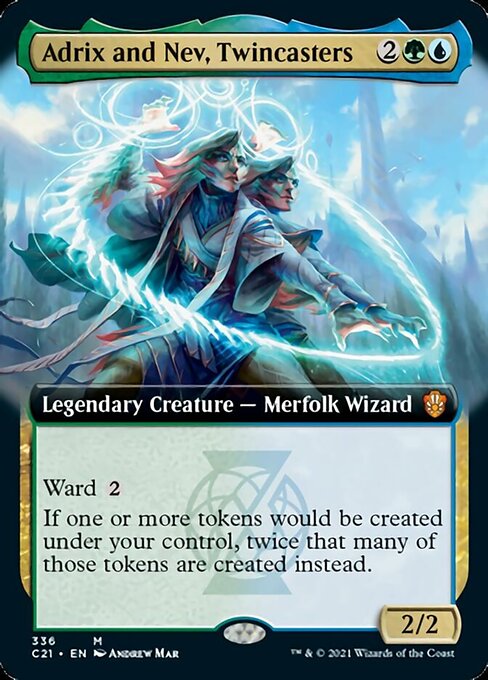 Adrix and Nev, Twincasters 2
Legendary Creature — Merfolk Wizard
Ward 2
If one or more tokens would be created
under your control, twice that many of
those tokens are created instead.
2/2
336 M
C21 • EN Andrew Mar ™ & © 2021 Wizards of the Coast